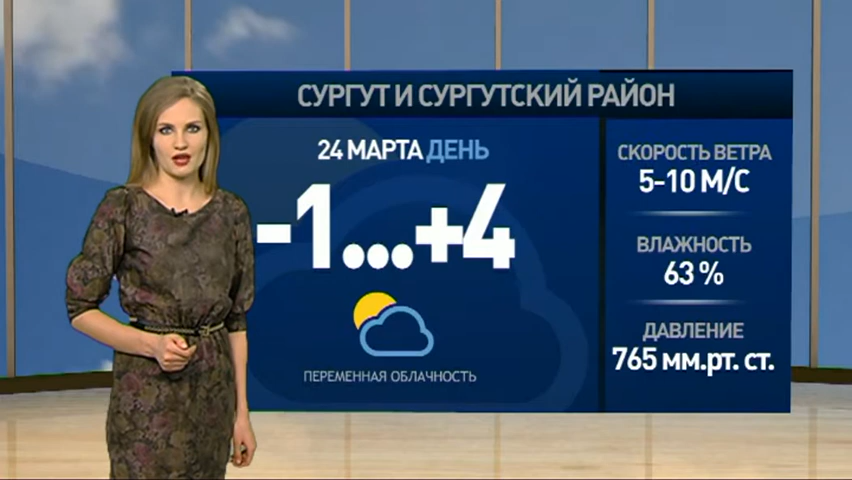 СУРГУТ И СУРГУТСКИЙ РАЙОН
24 МАРТА ДЕНЬ
-1...+4
ПЕРЕМЕННАЯ ОБЛАЧНОСТЬ
СКОРОСТЬ ВЕТРА
5-10 М/С
ВЛАЖНОСТЬ
63 %
ДАВЛЕНИЕ
765 мм.рт. ст.